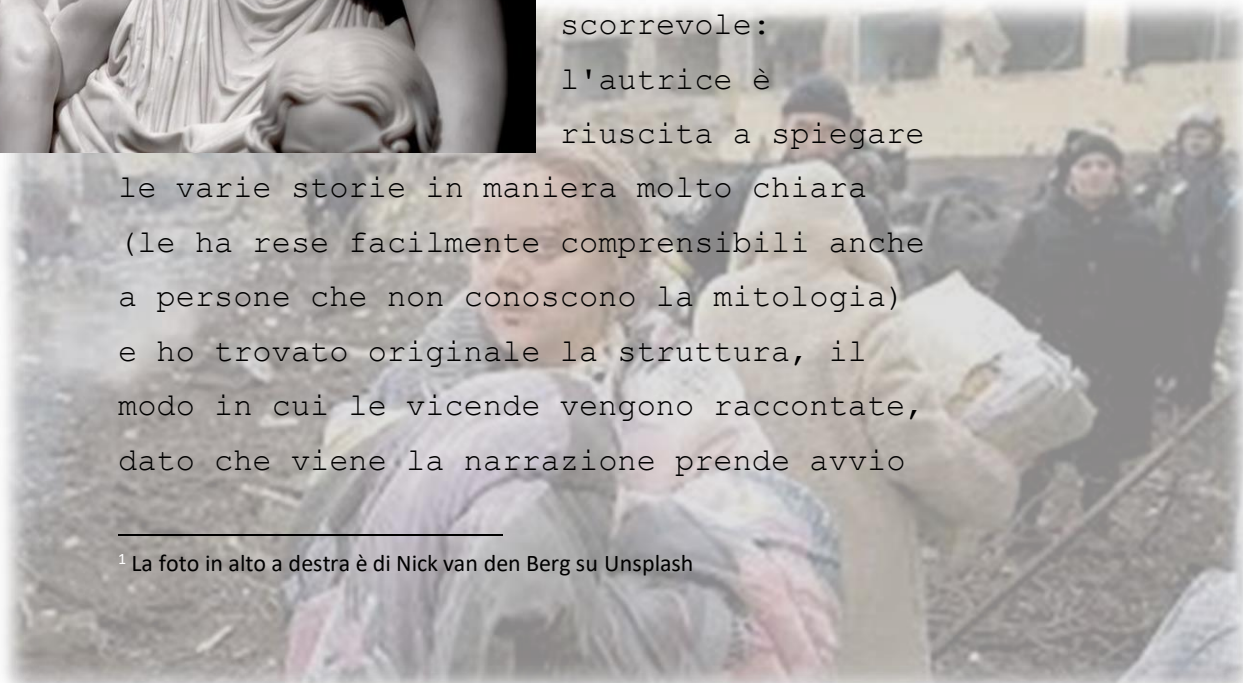 scorrevole:
l'autrice è
riuscita a spiegare
le varie storie in maniera molto chiara
(le ha rese facilmente comprensibili anche
a persone che non conoscono la mitologia)
e ho trovato originale la struttura, il
modo in cui le vicende vengono raccontate,
dato che viene la narrazione prende avvio
1 La foto in alto a destra è di Nick van den Berg su Unsplash